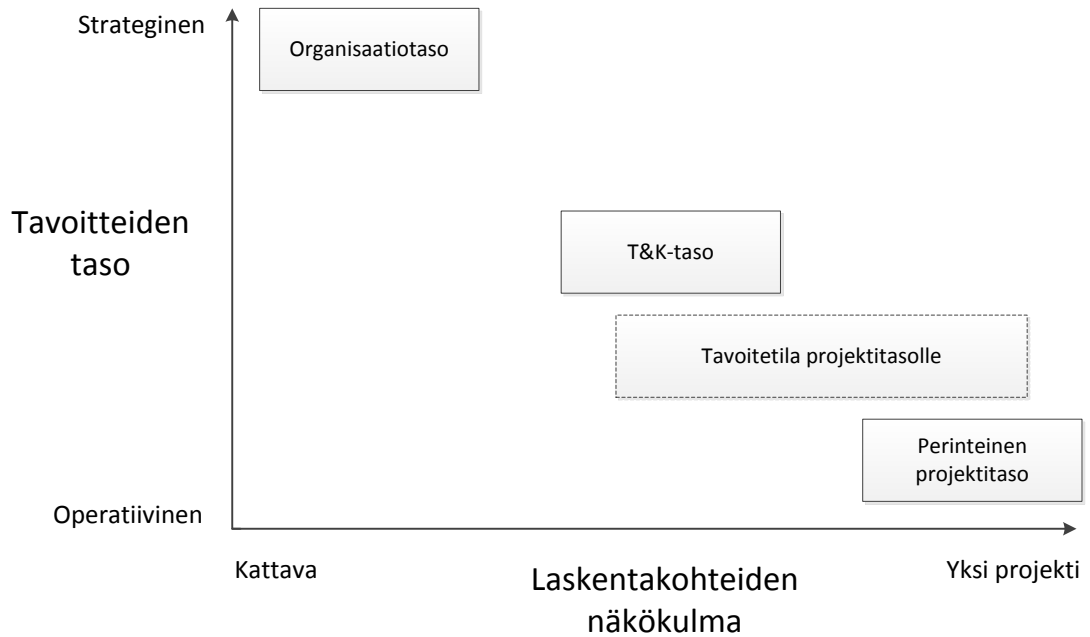 Strateginen
Organisaatiotaso
Tavoitteiden
taso
T&K-taso
Tavoitetila projektitasolle
Perinteinen
projektitaso
Operatiivinen
Kattava
Laskentakohteiden
näkökulma
Yksi projekti